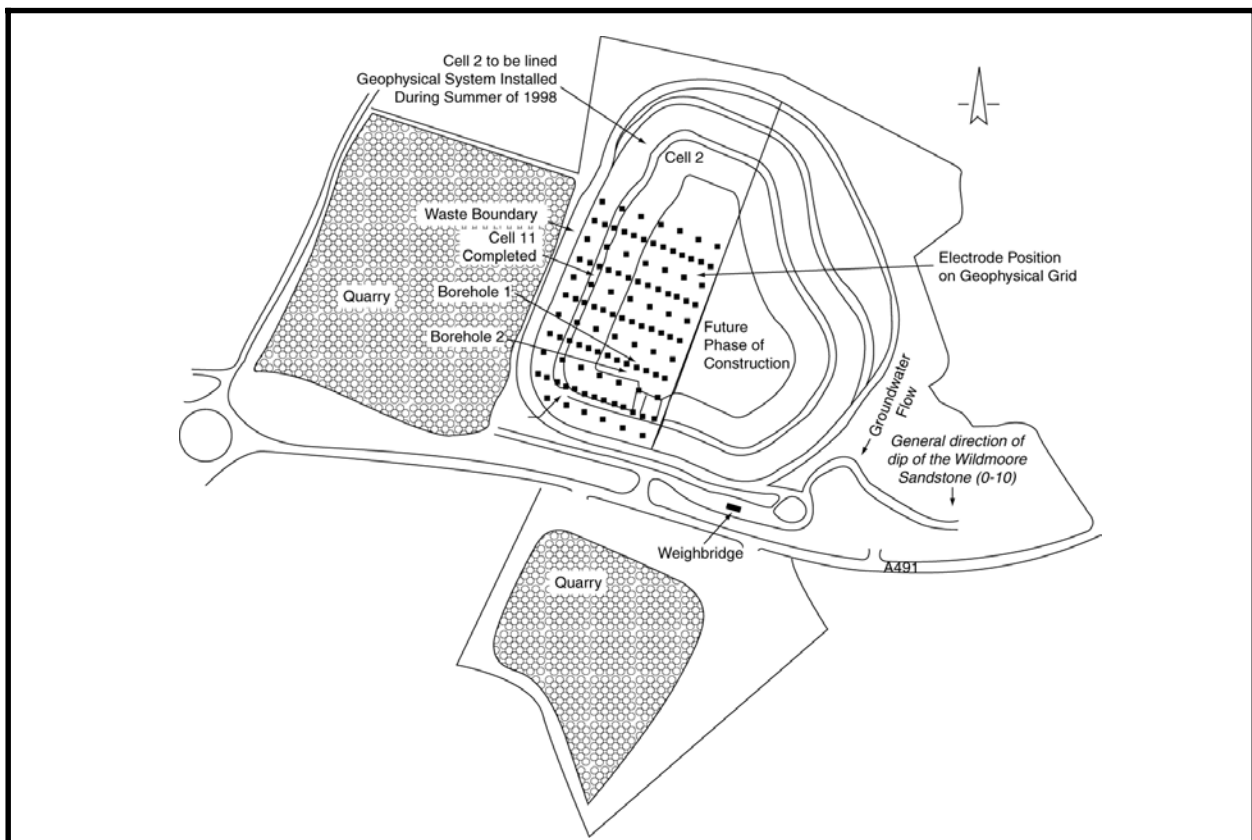 Cell 2 to be lined
Geophysical System Installed
During Summer of 1998
Cell 2
Waste Boundary
Cell 11
Completed
Electrode Position
on Geophysical Grid
Quarry
Borehole 1
Borehole 2
Future
Phase of
Construction
Groundwater
Flow
General direction of
dip of the Wildmoore
Sandstone (0-10)
Weighbridge
A491
Quarry